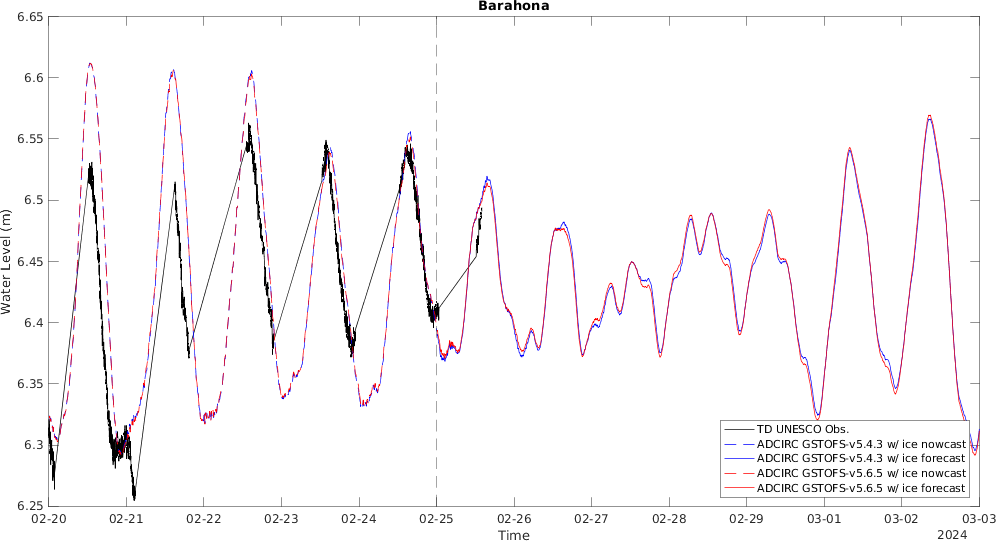 Barahona
6.65
6.6
6.55
6.5
6.45
6.4
6.35
6.3
6.25
Water Level (m)
02-20
02-21
02-22
02-23
02-24
02-25
02-26
02-27
02-28
02-29
03-01
03-02
03-03
Time
2024
TD UNESCO Obs.
ADCIRC GSTOFS-v5.4.3 w/ ice nowcast
ADCIRC GSTOFS-v5.4.3 w/ ice forecast
ADCIRC GSTOFS-v5.6.5 w/ ice nowcast
ADCIRC GSTOFS-v5.6.5 w/ ice forecast